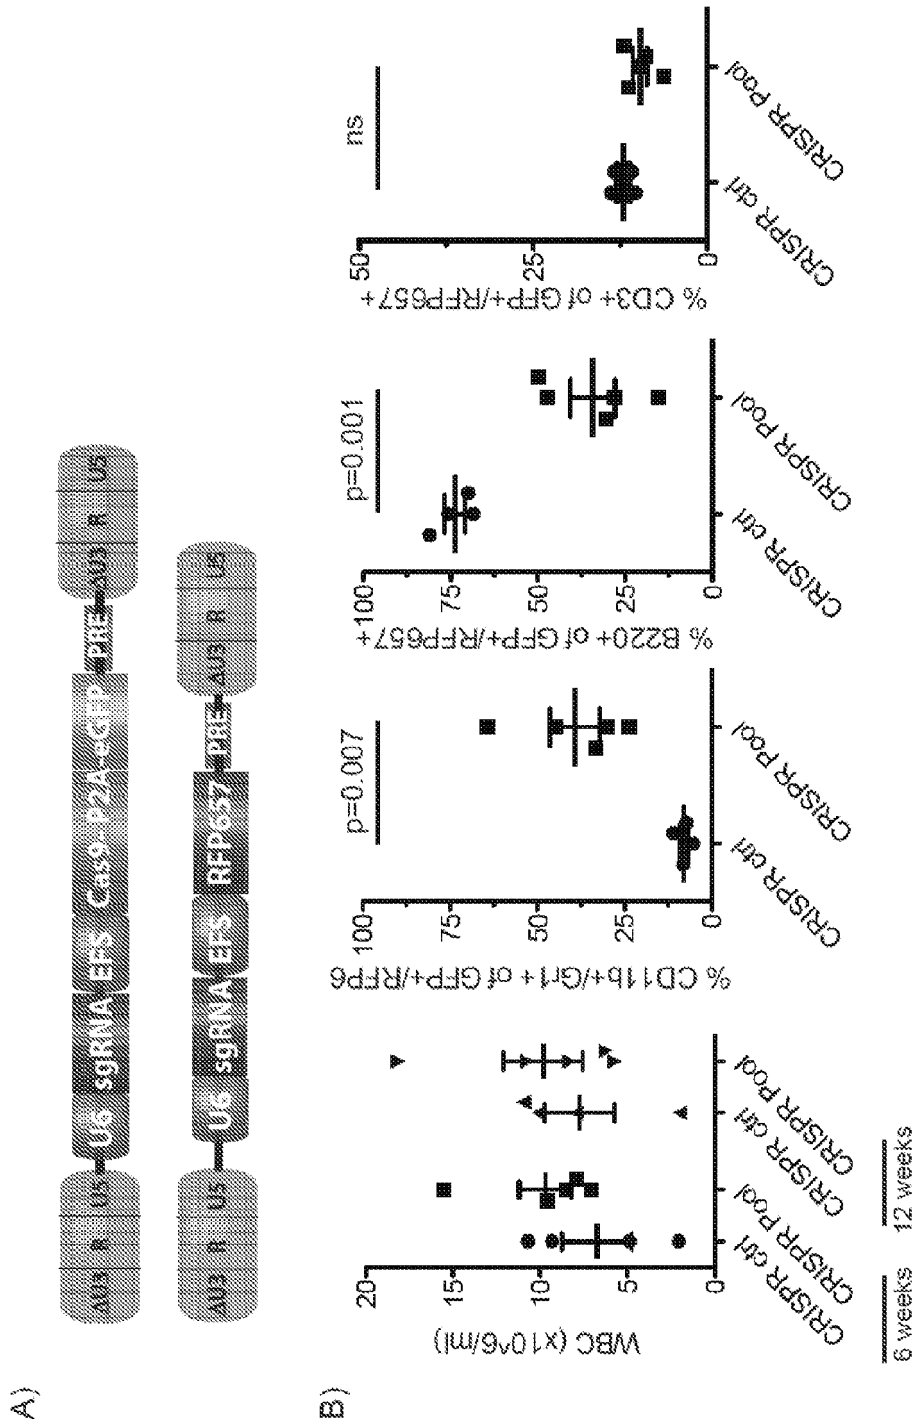 A)
ΔU3 R U5 U6 sgRNA EFS Cas9-P2A-eGFP PRE ΔU3 R U5
ΔU3 R U5 U6 sgRNA EFS RFP657 PRE ΔU3 R U5
B)
WBC (x10^6/ml)
20
15
10
5
0
CRISPR ctrl
CRISPR Pool
CRISPR ctrl
CRISPR Pool
6 weeks
12 weeks
% CD11b+/Gr1+ of GFP+/RFP6
100
75
50
25
0
p=0.007
CRISPR ctrl
CRISPR Pool
% B220+ of GFP+/RFP657+
100
75
50
25
0
p=0.001
CRISPR ctrl
CRISPR Pool
% CD3+ of GFP+/RFP657+
50
25
0
ns
CRISPR ctrl
CRISPR Pool